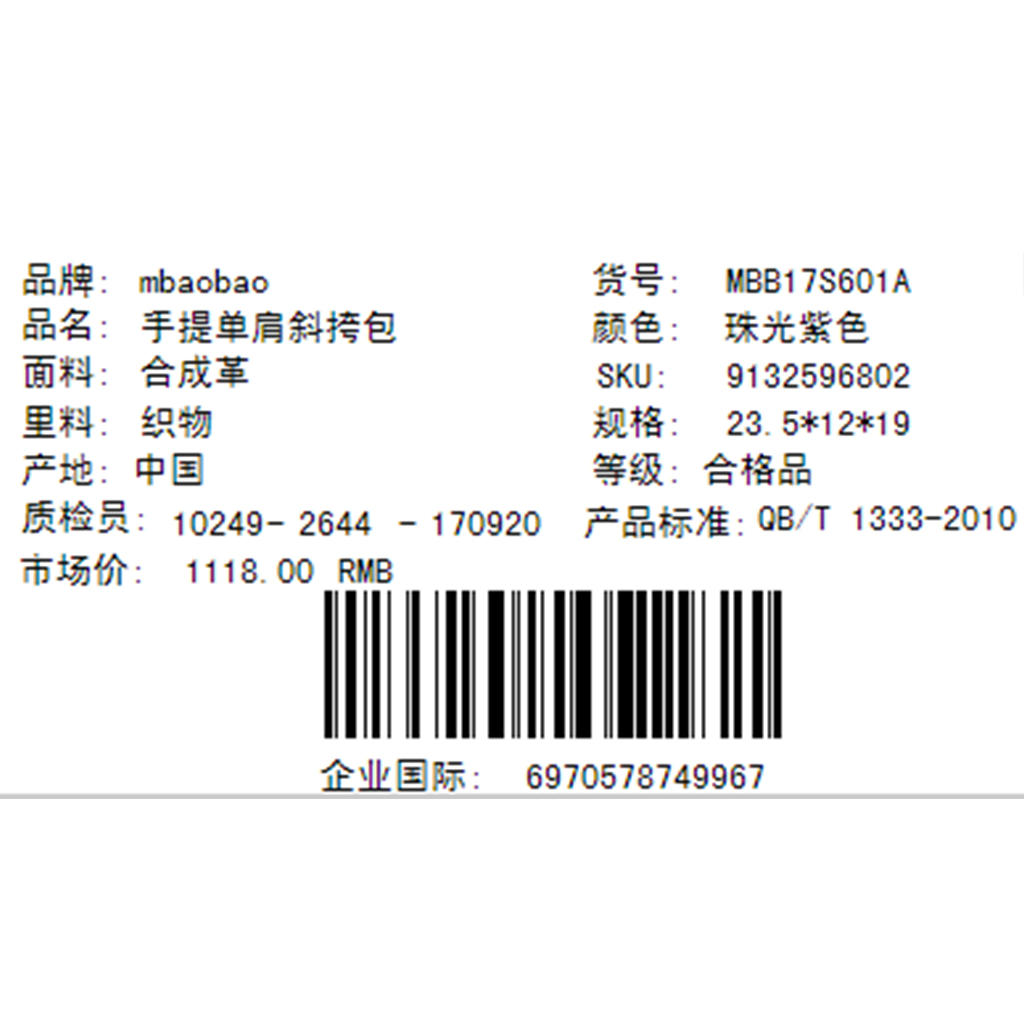 品牌： mbaobao 货号： MBB17S601A
品名： 手提单肩斜挎包 颜色： 珠光紫色
面料： 合成革 SKU： 9132596802
里料： 织物 规格： 23.5*12*19
产地： 中国 等级： 合格品
质检员： 10249- 2644 - 170920 产品标准： QB/T 1333-2010
市场价： 1118.00 RMB
企业国际： 6970578749967